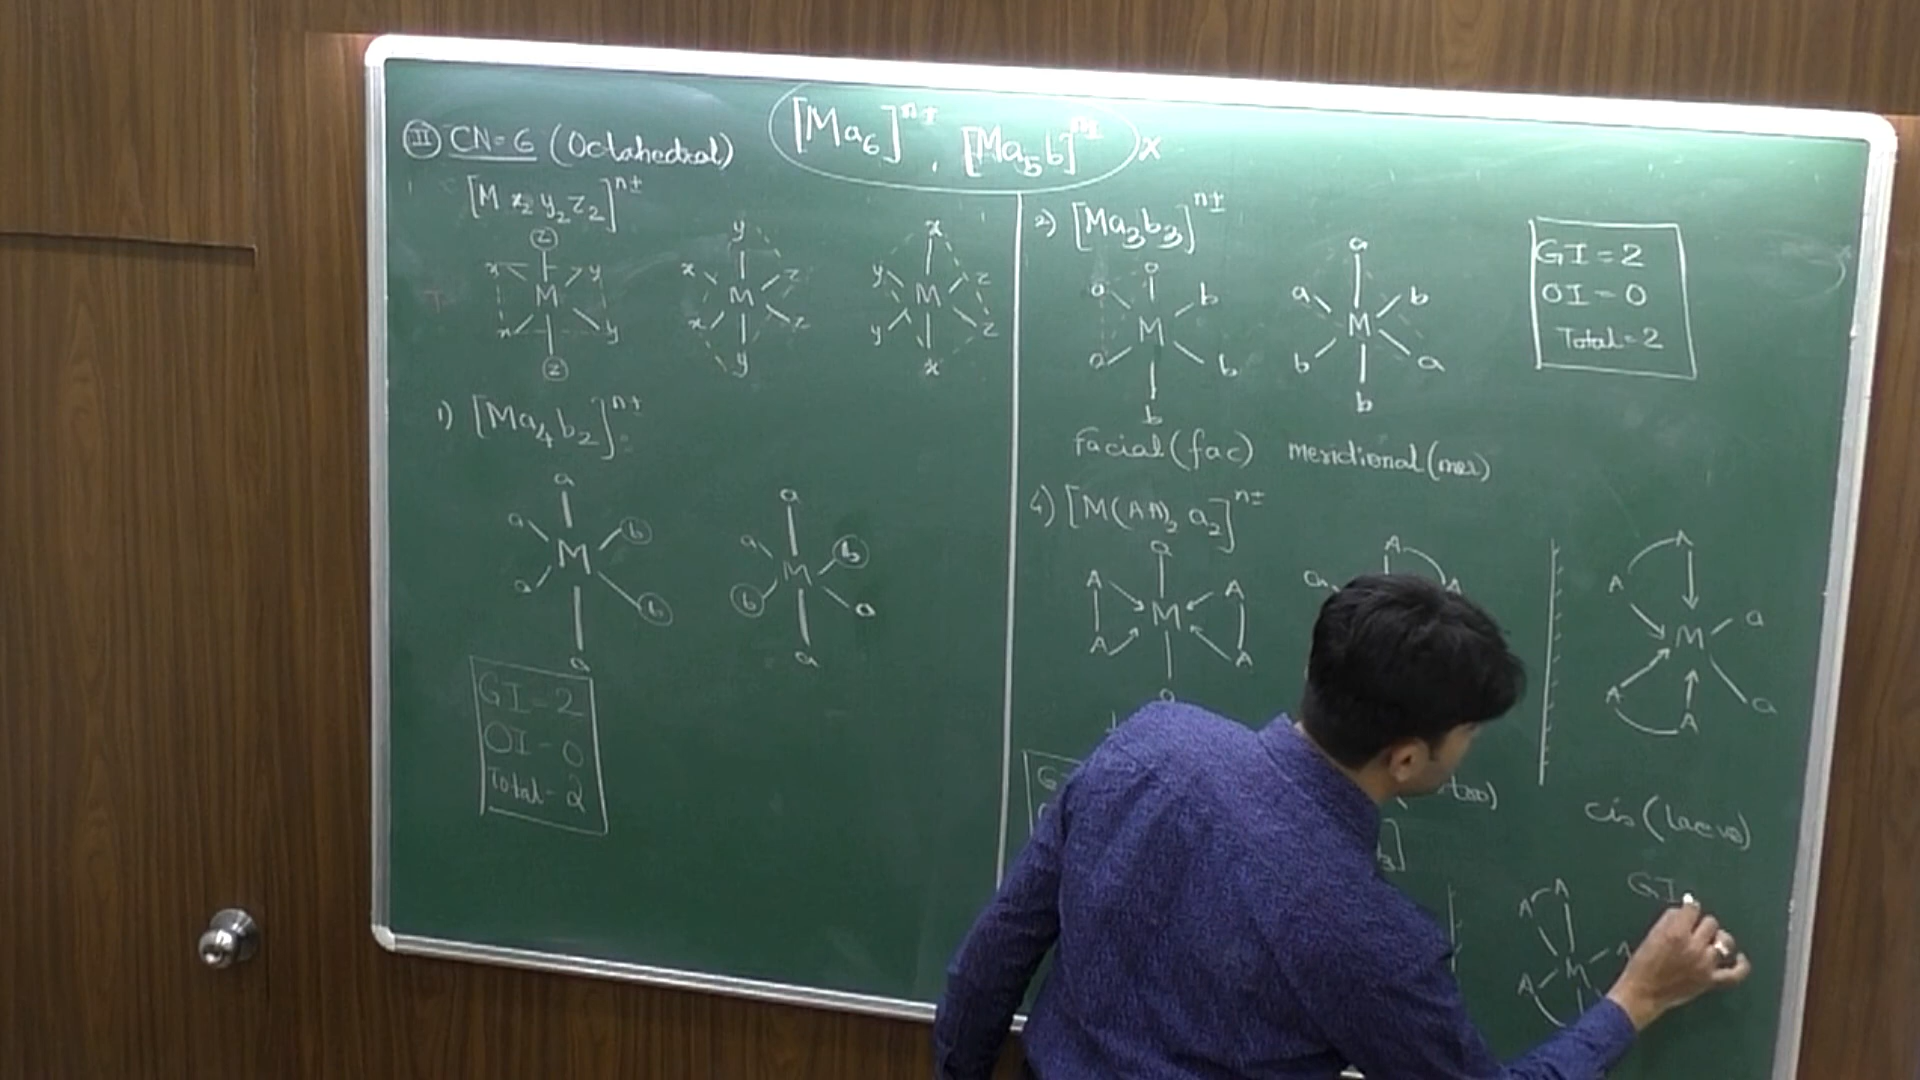 II CN=6 (Octahedral)
[Ma6]^n±, [Ma5b]^n± x
[M x2 y2 z2]^n±
z
x y
M
x y
z
y
x z
M
x z
y
x
y z
M
y z
x
1) [Ma4b2]^n±
a
a b
M
a b
a
a
a b
M
b a
a
GI=2
OI-0
Total-2
2) [Ma3b3]^n±
a
a b
M
a b
b
a
a b
M
b a
b
facial(fac) meridional(mer)
GI=2
OI=0
Total=2
4) [M(AA)2 a2]^n±
a
A A
M
A A
a
A
a A
A
A
M a
A a
A
cis (laevo)
A
A
M A
A
GI